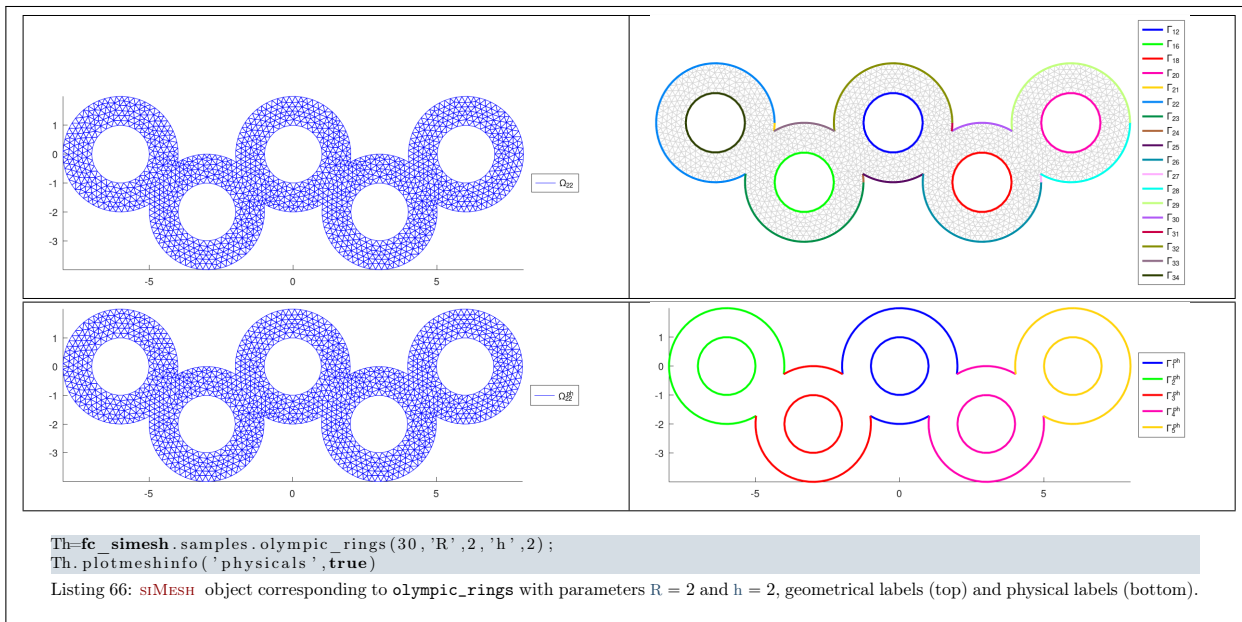 1
0
-1
-2
-3
-5
0
5
Ω22
Γ12
Γ16
Γ18
Γ20
Γ21
Γ22
Γ23
Γ24
Γ25
Γ26
Γ27
Γ28
Γ29
Γ30
Γ31
Γ32
Γ33
Γ34
1
0
-1
-2
-3
-5
0
5
Ω22ph
1
0
-1
-2
-3
-5
0
5
Γ1ph
Γ2ph
Γ3ph
Γ4ph
Γ5ph
Th=fc_simesh.samples.olympic_rings(30,'R',2,'h',2);
Th.plotmeshinfo('physicals',true)
Listing 66: siMesh object corresponding to olympic_rings with parameters R = 2 and h = 2, geometrical labels (top) and physical labels (bottom).